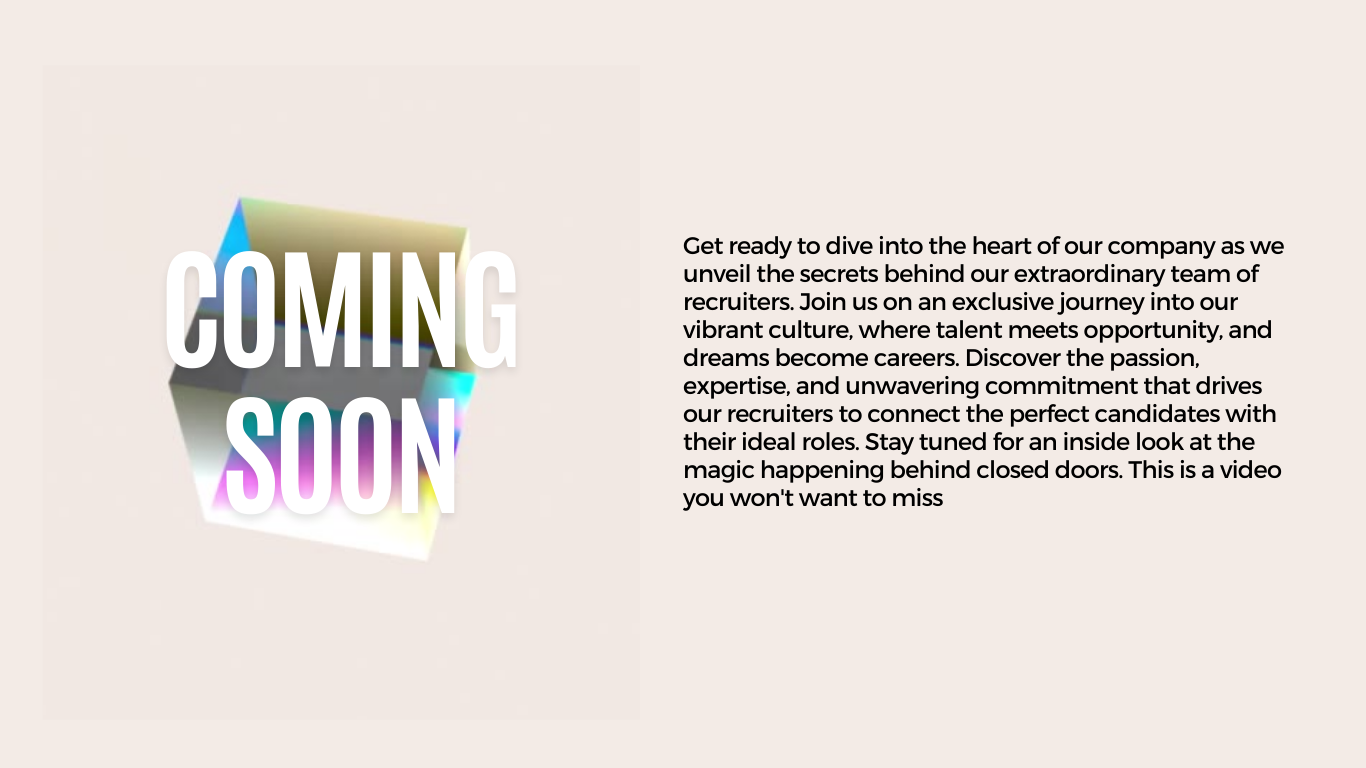 COMING
SOON
Get ready to dive into the heart of our company as we
unveil the secrets behind our extraordinary team of
recruiters. Join us on an exclusive journey into our
vibrant culture, where talent meets opportunity, and
dreams become careers. Discover the passion,
expertise, and unwavering commitment that drives
our recruiters to connect the perfect candidates with
their ideal roles. Stay tuned for an inside look at the
magic happening behind closed doors. This is a video
you won't want to miss